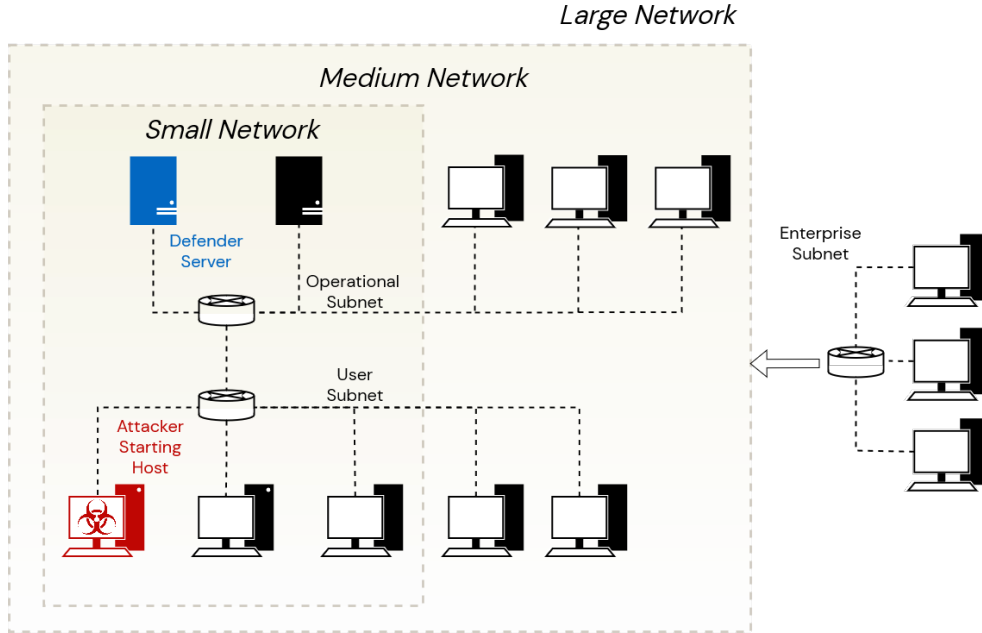 Large Network
Medium Network
Small Network
Defender
Server
Operational
Subnet
Enterprise
Subnet
User
Subnet
Attacker
Starting
Host